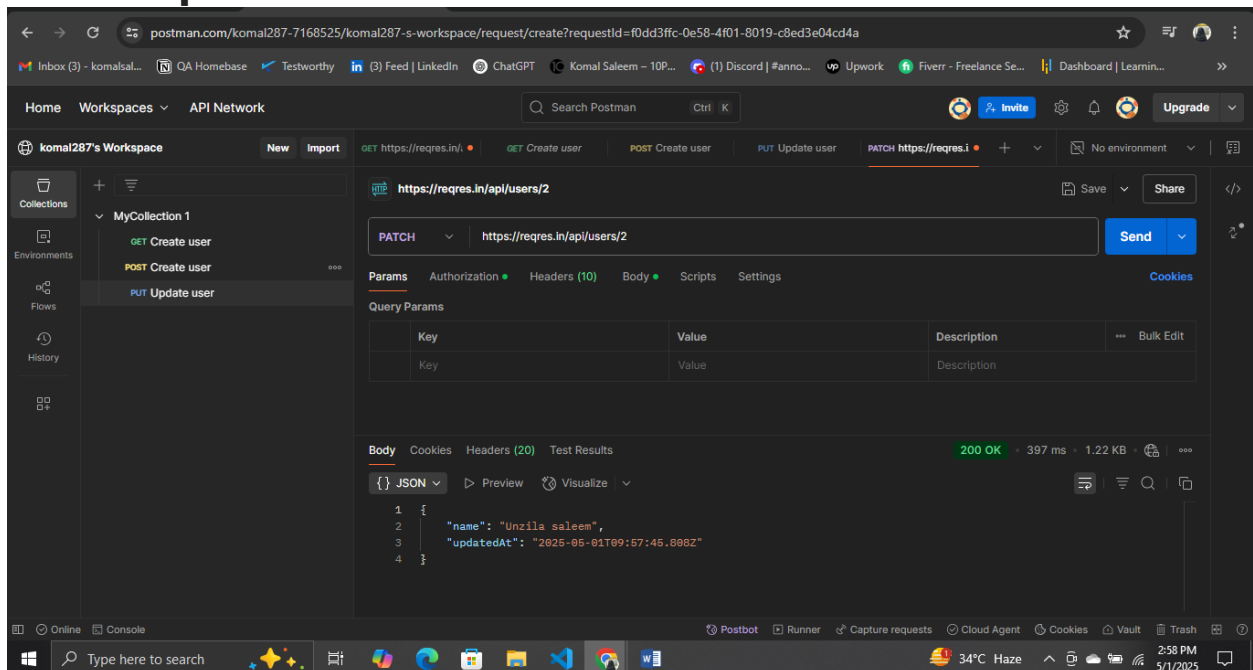 postman.com/komal287-7168525/komal287-s-workspace/request/create?requestId=f0dd3ffc-0e58-4f01-8019-c8ed3e04cd4a
Inbox (3) - komalsal... QA Homebase Testworthy (3) Feed | LinkedIn ChatGPT Komal Saleem – 10P... (1) Discord | #anno... Upwork Fiverr - Freelance Se... Dashboard | Learnin... »
Home Workspaces API Network Search Postman Ctrl K Invite Upgrade
komal287's Workspace New Import GET https://reqres.in/ GET Create user POST Create user PUT Update user PATCH https://reqres.i No environment
Collections
MyCollection 1
GET Create user
POST Create user
PUT Update user
Environments
Flows
History
HTTP https://reqres.in/api/users/2 Save Share
PATCH https://reqres.in/api/users/2 Send
Params Authorization Headers (10) Body Scripts Settings Cookies
Query Params
Key Value Description Bulk Edit
Key Value Description
Body Cookies Headers (20) Test Results 200 OK 397 ms 1.22 KB
{} JSON Preview Visualize
1 {
2 "name": "Unzila saleem",
3 "updatedAt": "2025-05-01T09:57:45.808Z"
4 }
Online Console Postbot Runner Capture requests Cloud Agent Cookies Vault Trash
Type here to search 34°C Haze 2:58 PM
5/1/2025